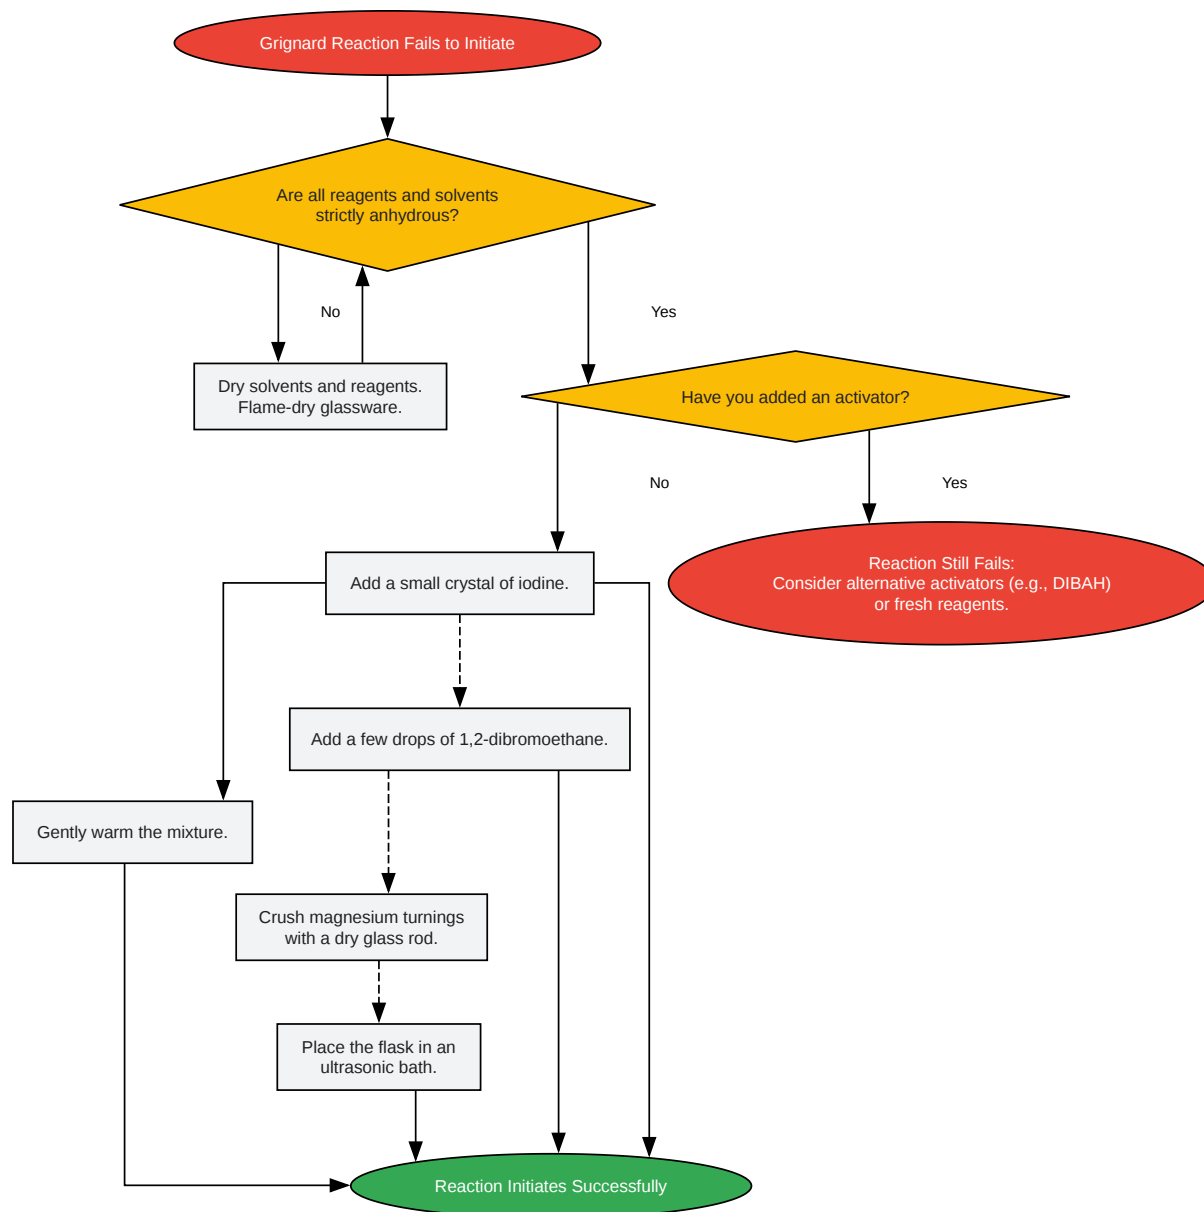 Grignard Reaction Fails to Initiate
Are all reagents and solvents
strictly anhydrous?
No
Yes
Dry solvents and reagents.
Flame-dry glassware.
Have you added an activator?
No
Yes
Add a small crystal of iodine.
Reaction Still Fails:
Consider alternative activators (e.g., DIBAH)
or fresh reagents.
Add a few drops of 1,2-dibromoethane.
Gently warm the mixture.
Crush magnesium turnings
with a dry glass rod.
Place the flask in an
ultrasonic bath.
Reaction Initiates Successfully